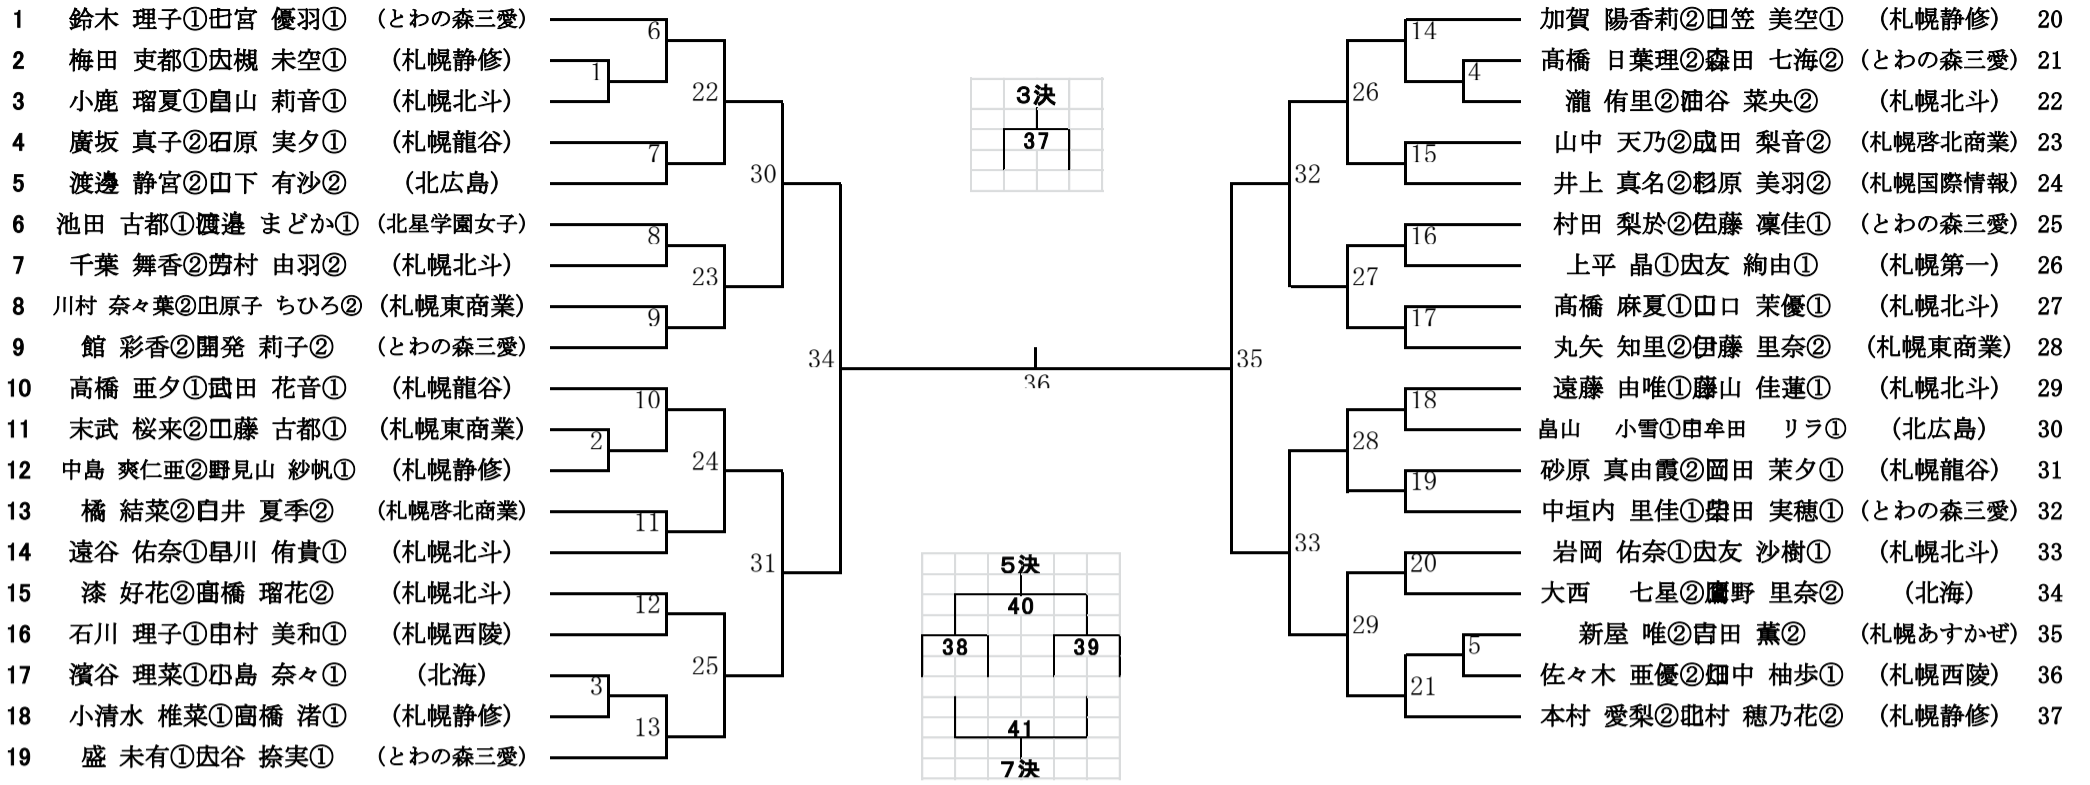 1 鈴木 理子①宮 優羽① (とわの森三愛)
2 梅田 吏都①大槻 未空① (札幌静修)
3 小鹿 瑠夏①畠山 莉音① (札幌北斗)
4 廣坂 真子②石原 実夕① (札幌龍谷)
5 渡邊 静宮②山下 有沙② (北広島)
6 池田 古都①渡邉 まどか① (北星学園女子)
7 千葉 舞香②村 由羽② (札幌北斗)
8 川村 奈々葉②原子 ちひろ② (札幌東商業)
9 館 彩香②開発 莉子② (とわの森三愛)
10 髙橋 亜夕①武田 花音① (札幌龍谷)
11 末武 桜来②工藤 古都① (札幌東商業)
12 中島 爽仁亜②野見山 紗帆① (札幌静修)
13 橘 結菜②井 夏季② (札幌啓北商業)
14 遠谷 佑奈①早川 侑貴① (札幌北斗)
15 漆 好花②高橋 瑠花② (札幌北斗)
16 石川 理子①中村 美和① (札幌西陵)
17 濱谷 理菜①小島 奈々① (北海)
18 小清水 椎菜①高橋 渚① (札幌静修)
19 盛 未有①大谷 捺実① (とわの森三愛)
6
1
22
7
30
8
23
9
34
10
2
24
11
31
12
25
3
13
3決
37
36
5決
40
38 39
41
7決
14
4
26
15
32
16
27
17
35
18
28
19
33
20
29
5
21
加賀 陽香莉②日笠 美空① (札幌静修) 20
髙橋 日葉理②森田 七海② (とわの森三愛) 21
瀧 侑里②谷 菜央② (札幌北斗) 22
山中 天乃②成田 梨音② (札幌啓北商業) 23
井上 真名②杉原 美羽② (札幌国際情報) 24
村田 梨於②佐藤 凜佳① (とわの森三愛) 25
上平 晶①大友 絢由① (札幌第一) 26
髙橋 麻夏①山口 茉優① (札幌北斗) 27
丸矢 知里②伊藤 里奈② (札幌東商業) 28
遠藤 由唯①藤山 佳蓮① (札幌北斗) 29
畠山 小雪①中牟田 リラ① (北広島) 30
砂原 真由霞②岡田 茉夕① (札幌龍谷) 31
中垣内 里佳①柴田 実穂① (とわの森三愛) 32
岩岡 佑奈①大友 沙樹① (札幌北斗) 33
大西 七星②鷹野 里奈② (北海) 34
新屋 唯②吉田 薫② (札幌あすかぜ) 35
佐々木 亜優②畑中 柚歩① (札幌西陵) 36
本村 愛梨②北村 穂乃花② (札幌静修) 37